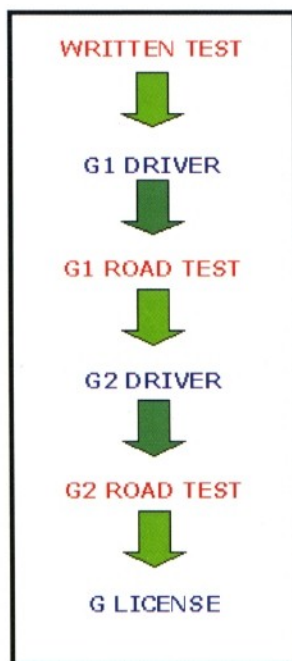 WRITTEN TEST
G1 DRIVER
G1 ROAD TEST
G2 DRIVER
G2 ROAD TEST
G LICENSE